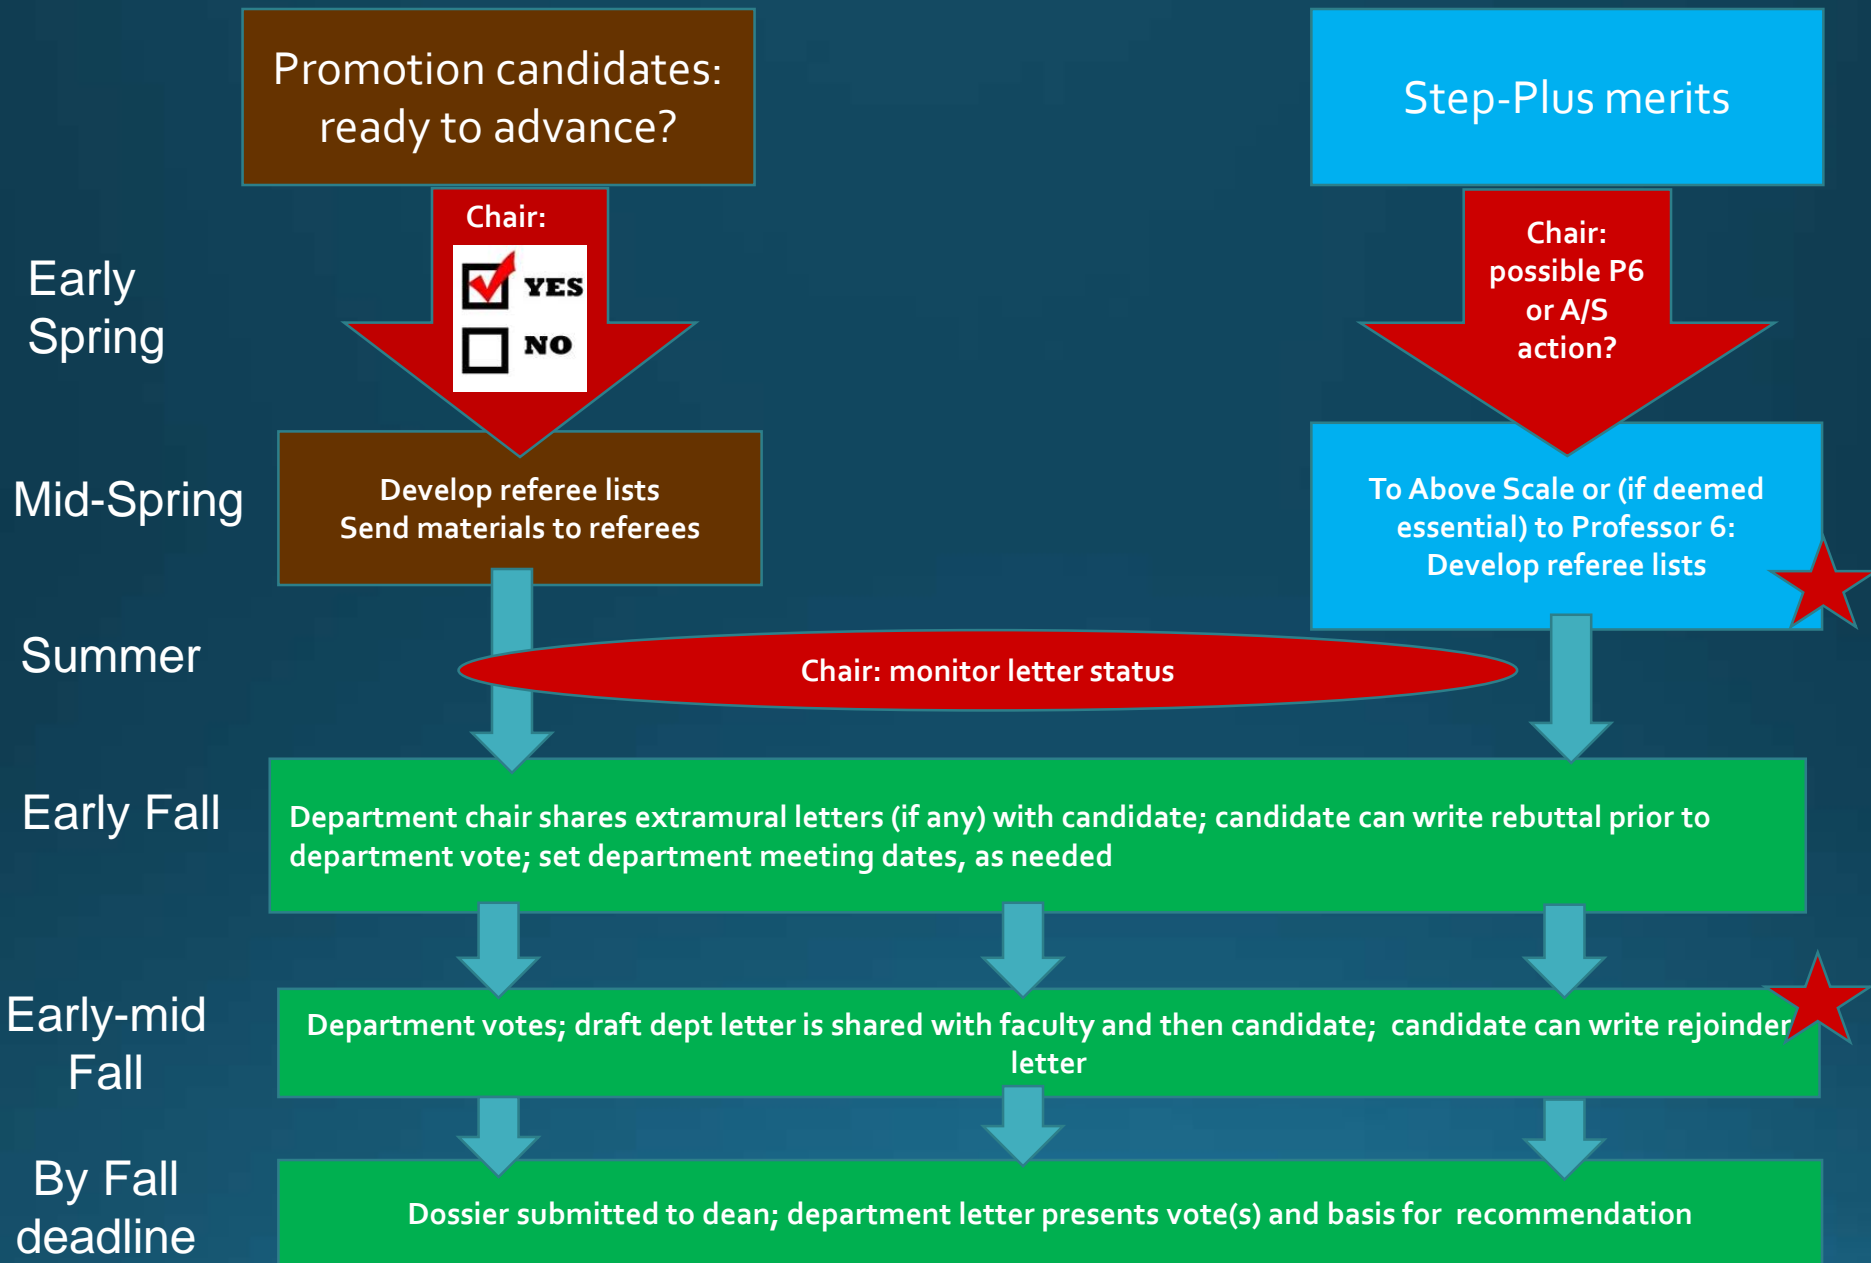 Promotion candidates:
ready to advance?
Step-Plus merits
Early
Spring
Chair:
YES
NO
Chair:
possible P6
or A/S
action?
Mid-Spring
Develop referee lists
Send materials to referees
To Above Scale or (if deemed
essential) to Professor 6:
Develop referee lists
Summer
Chair: monitor letter status
Early Fall
Department chair shares extramural letters (if any) with candidate; candidate can write rebuttal prior to
department vote; set department meeting dates, as needed
Early-mid
Fall
Department votes; draft dept letter is shared with faculty and then candidate; candidate can write rejoinder
letter
By Fall
deadline
Dossier submitted to dean; department letter presents vote(s) and basis for recommendation